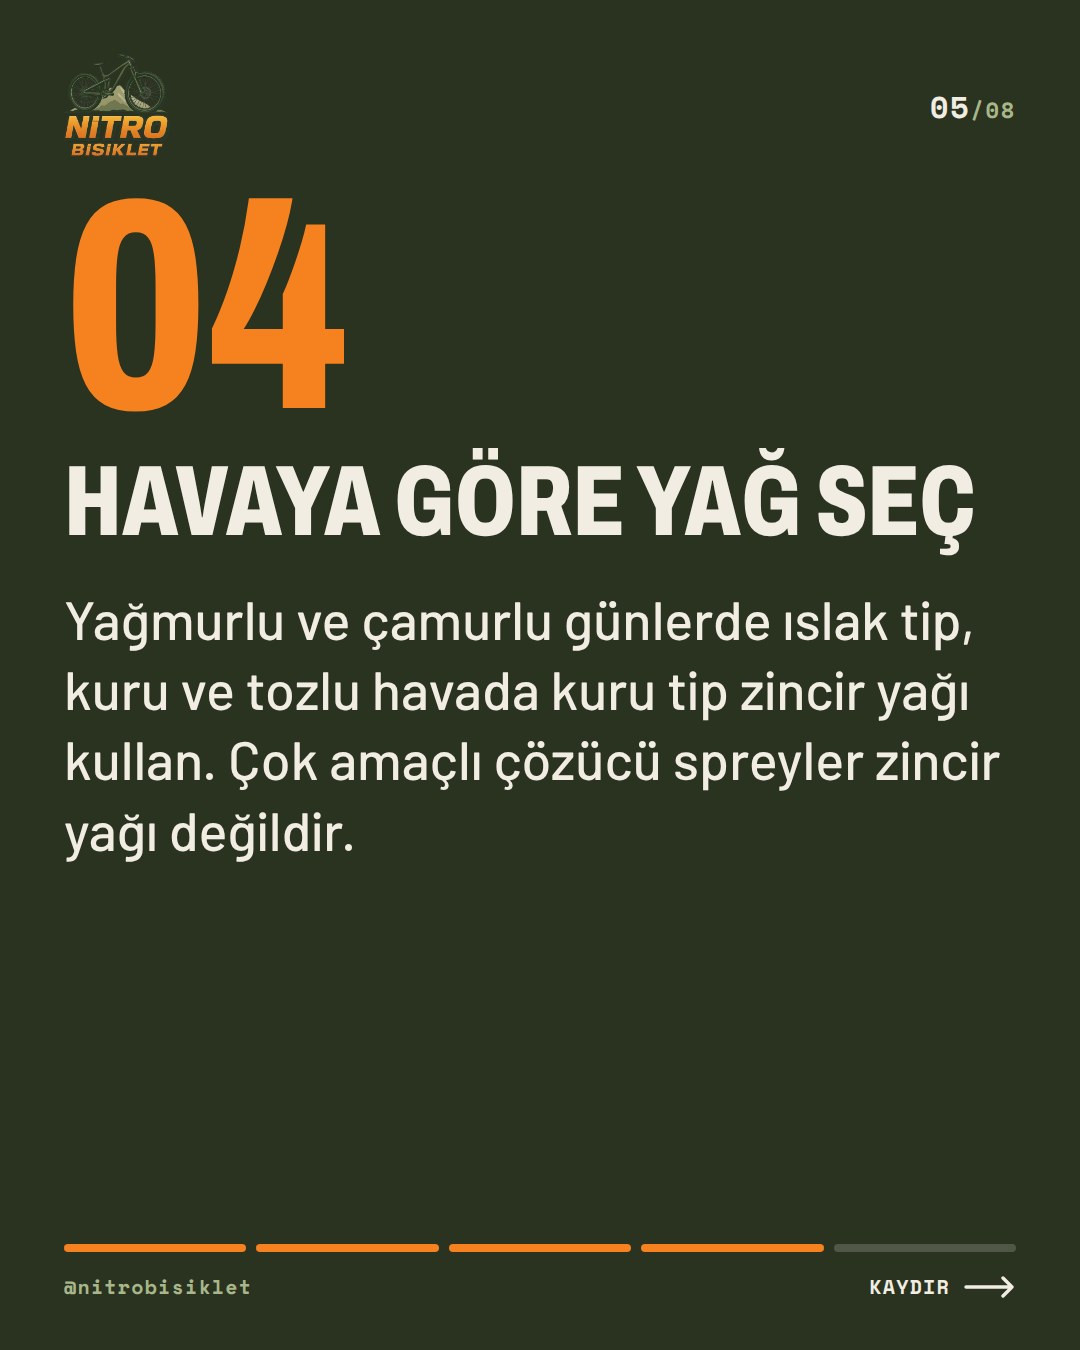 NITRO
BISIKLET
05/08
04
HAVAYA GÖRE YAĞ SEÇ
Yağmurlu ve çamurlu günlerde ıslak tip,
kuru ve tozlu havada kuru tip zincir yağı
kullan. Çok amaçlı çözücü spreyler zincir
yağı değildir.
@nitrobisiklet
KAYDIR